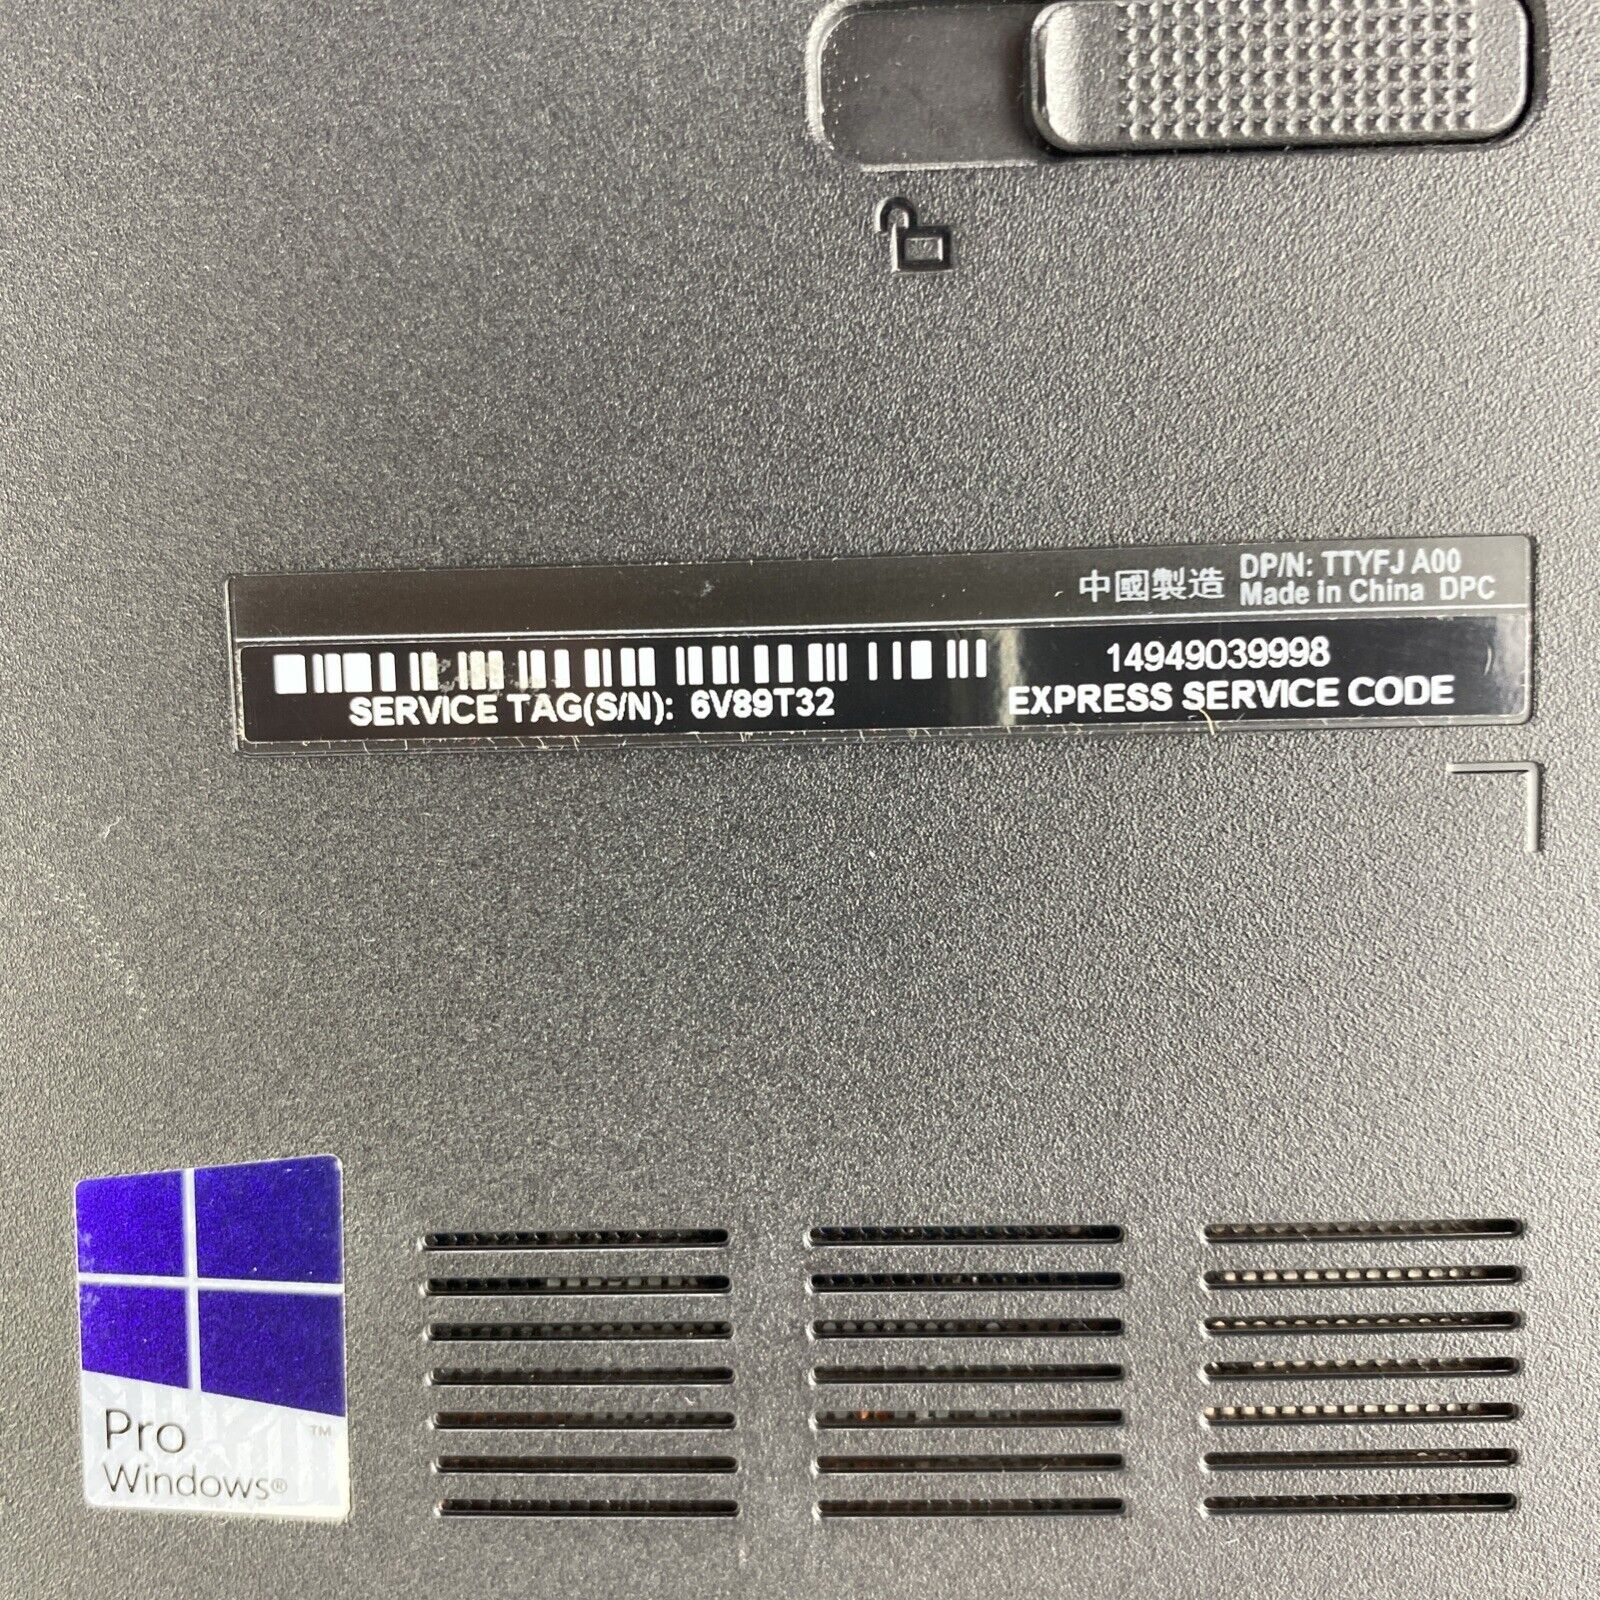 中國製造 DP/N: TTYFJ A00
Made in China DPC
14949039998
SERVICE TAG(S/N): 6V89T32 EXPRESS SERVICE CODE
Pro ™
Windows®